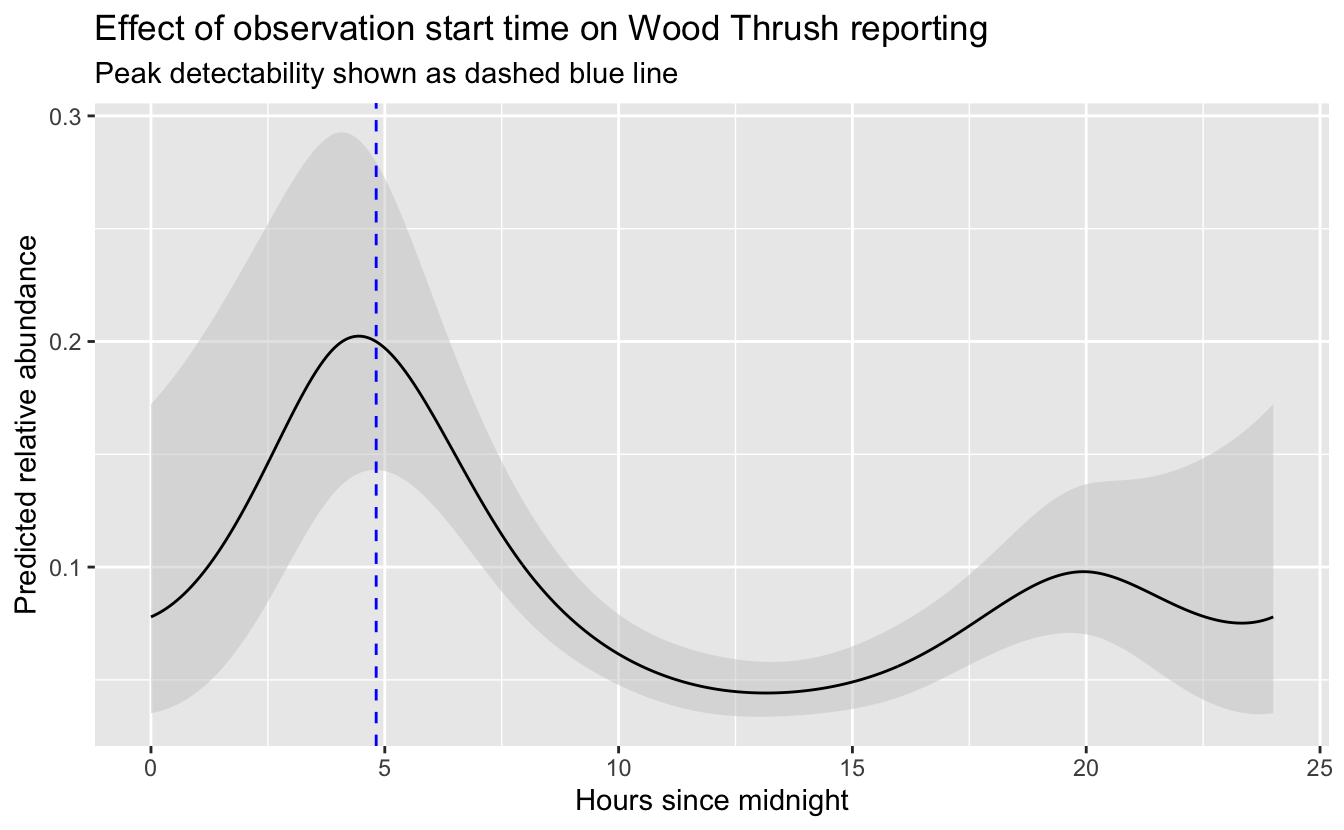 Effect of observation start time on Wood Thrush reporting
Peak detectability shown as dashed blue line
0.3
0.2
0.1
Predicted relative abundance
0 5 10 15 20 25
Hours since midnight